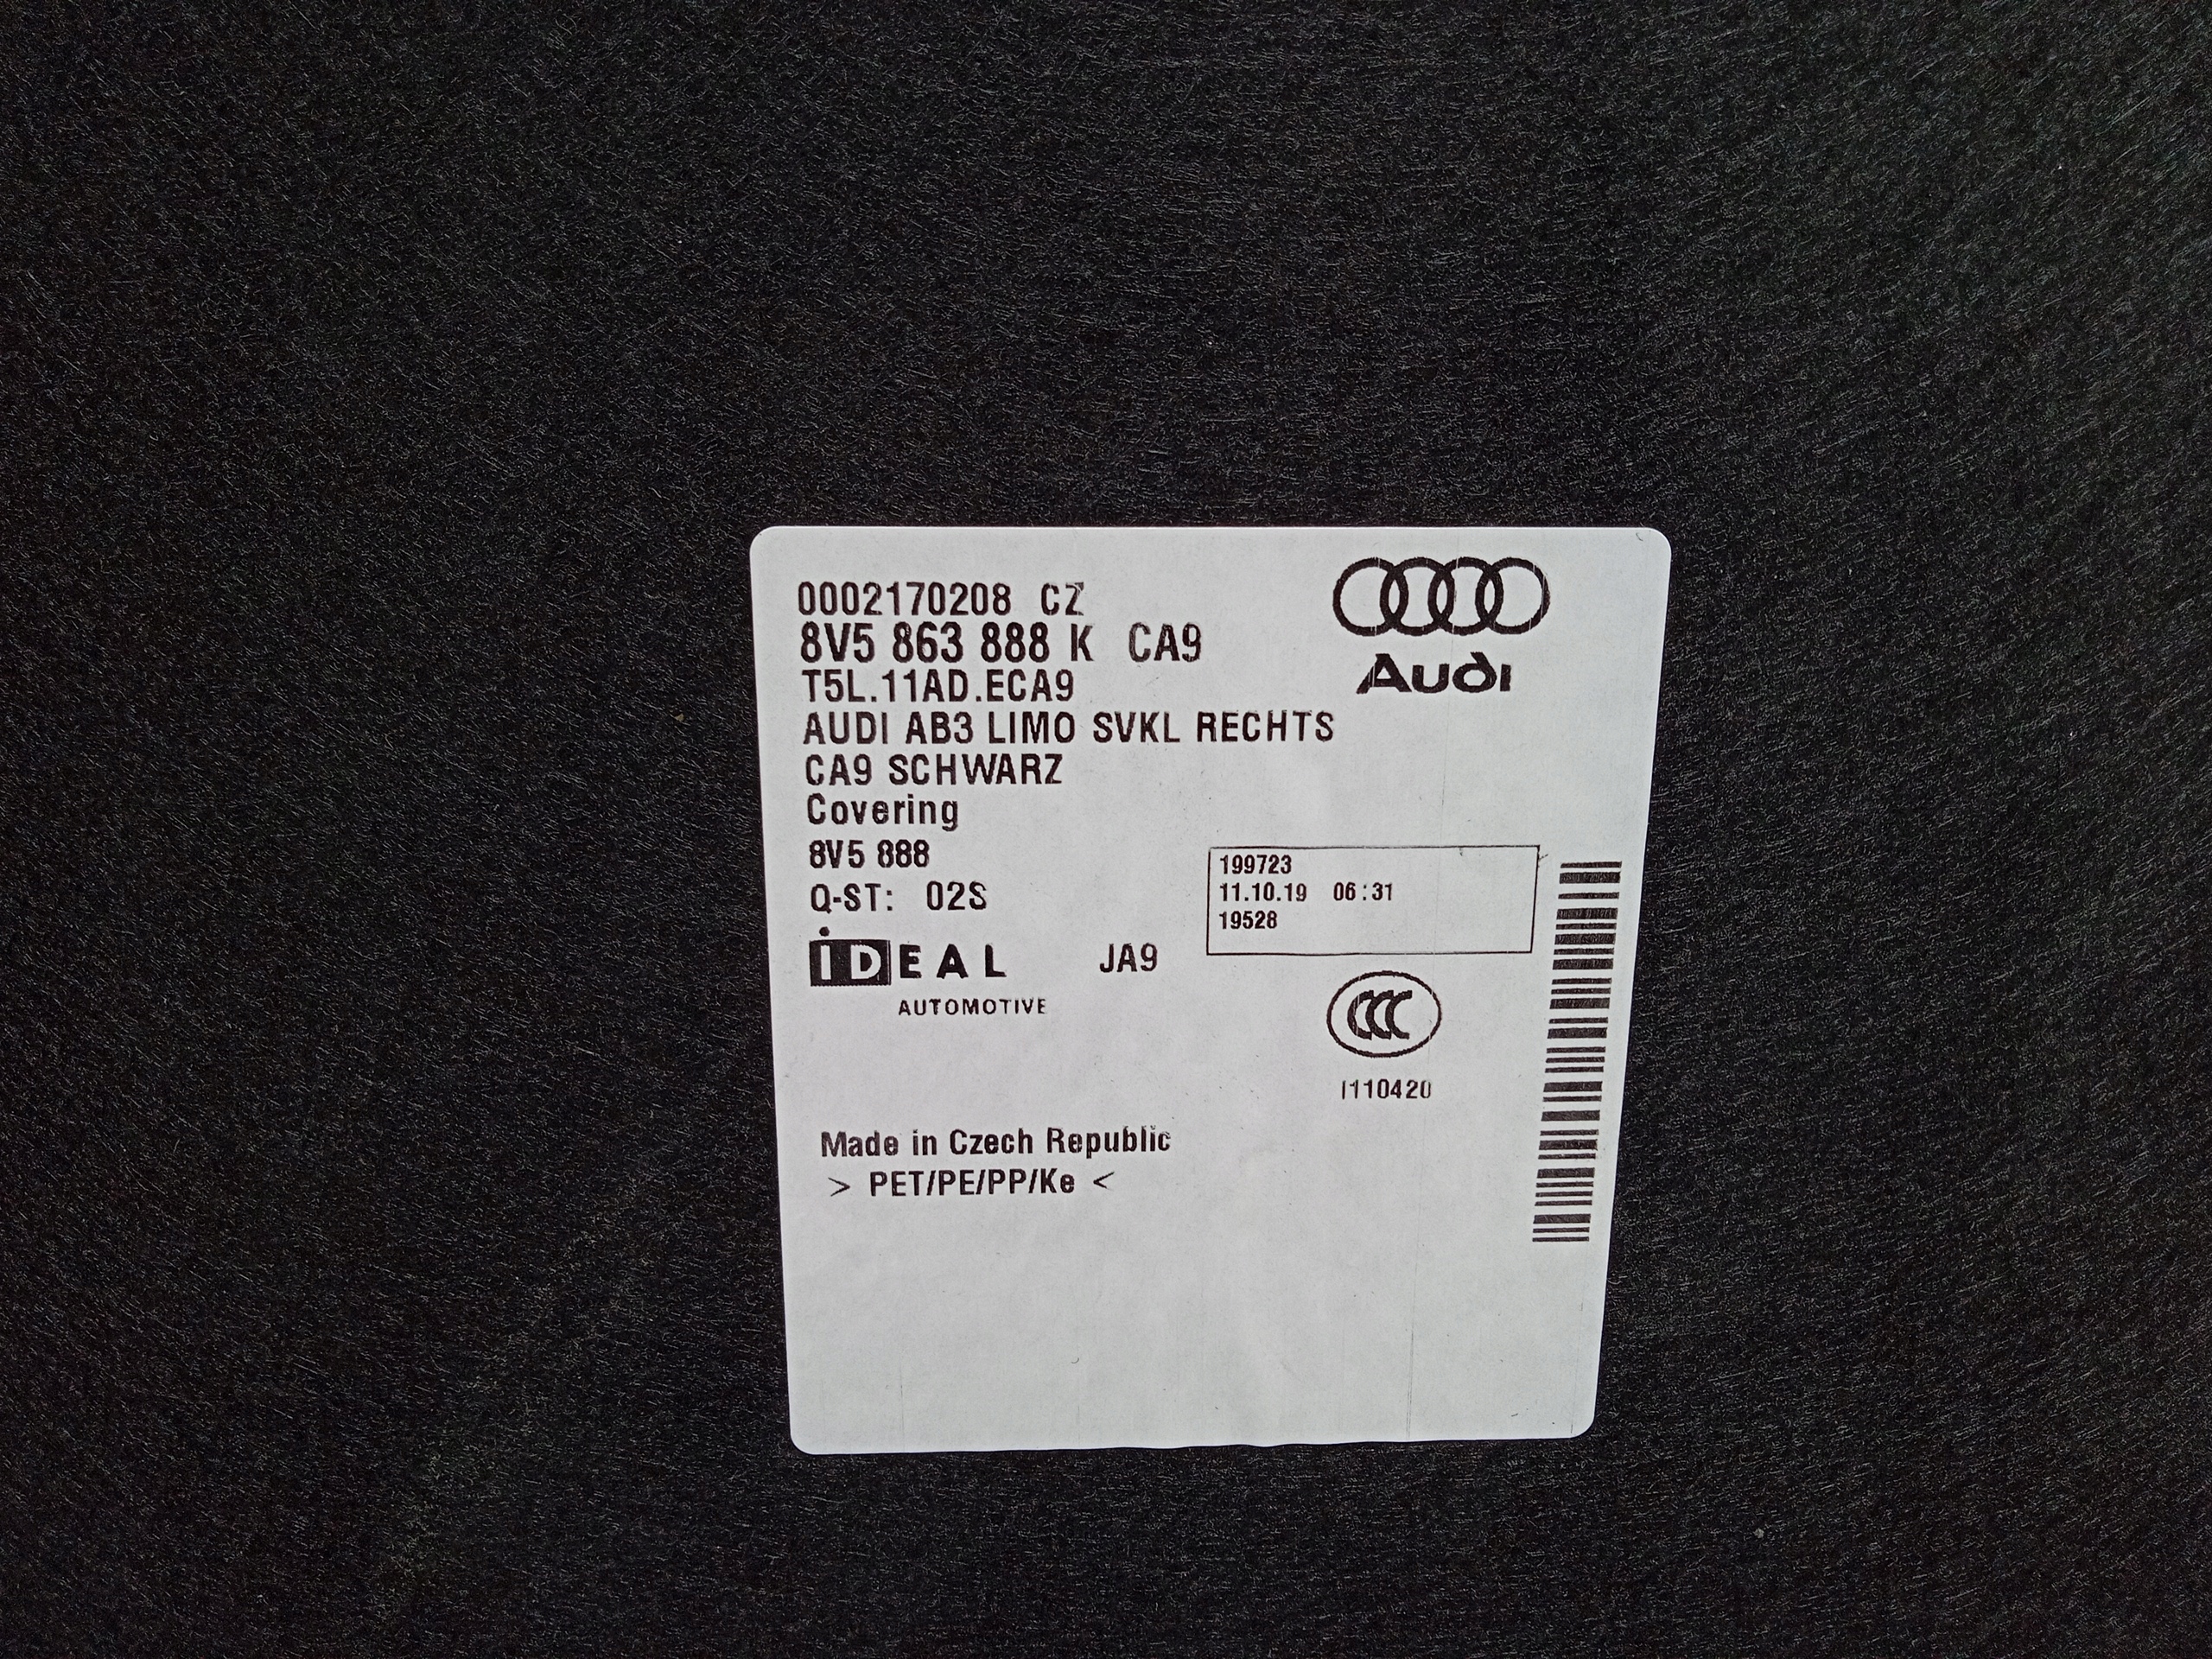 0002170208 CZ
8V5 863 888 K CA9
T5L.11AD.ECA9
AUDI AB3 LIMO SVKL RECHTS
CA9 SCHWARZ
Covering
8V5 888
Q-ST: 02S
iDEAL
AUTOMOTIVE
JA9
Audi
199723
11.10.19 06:31
19528
CCC
I110420
Made in Czech Republic
> PET/PE/PP/Ke <